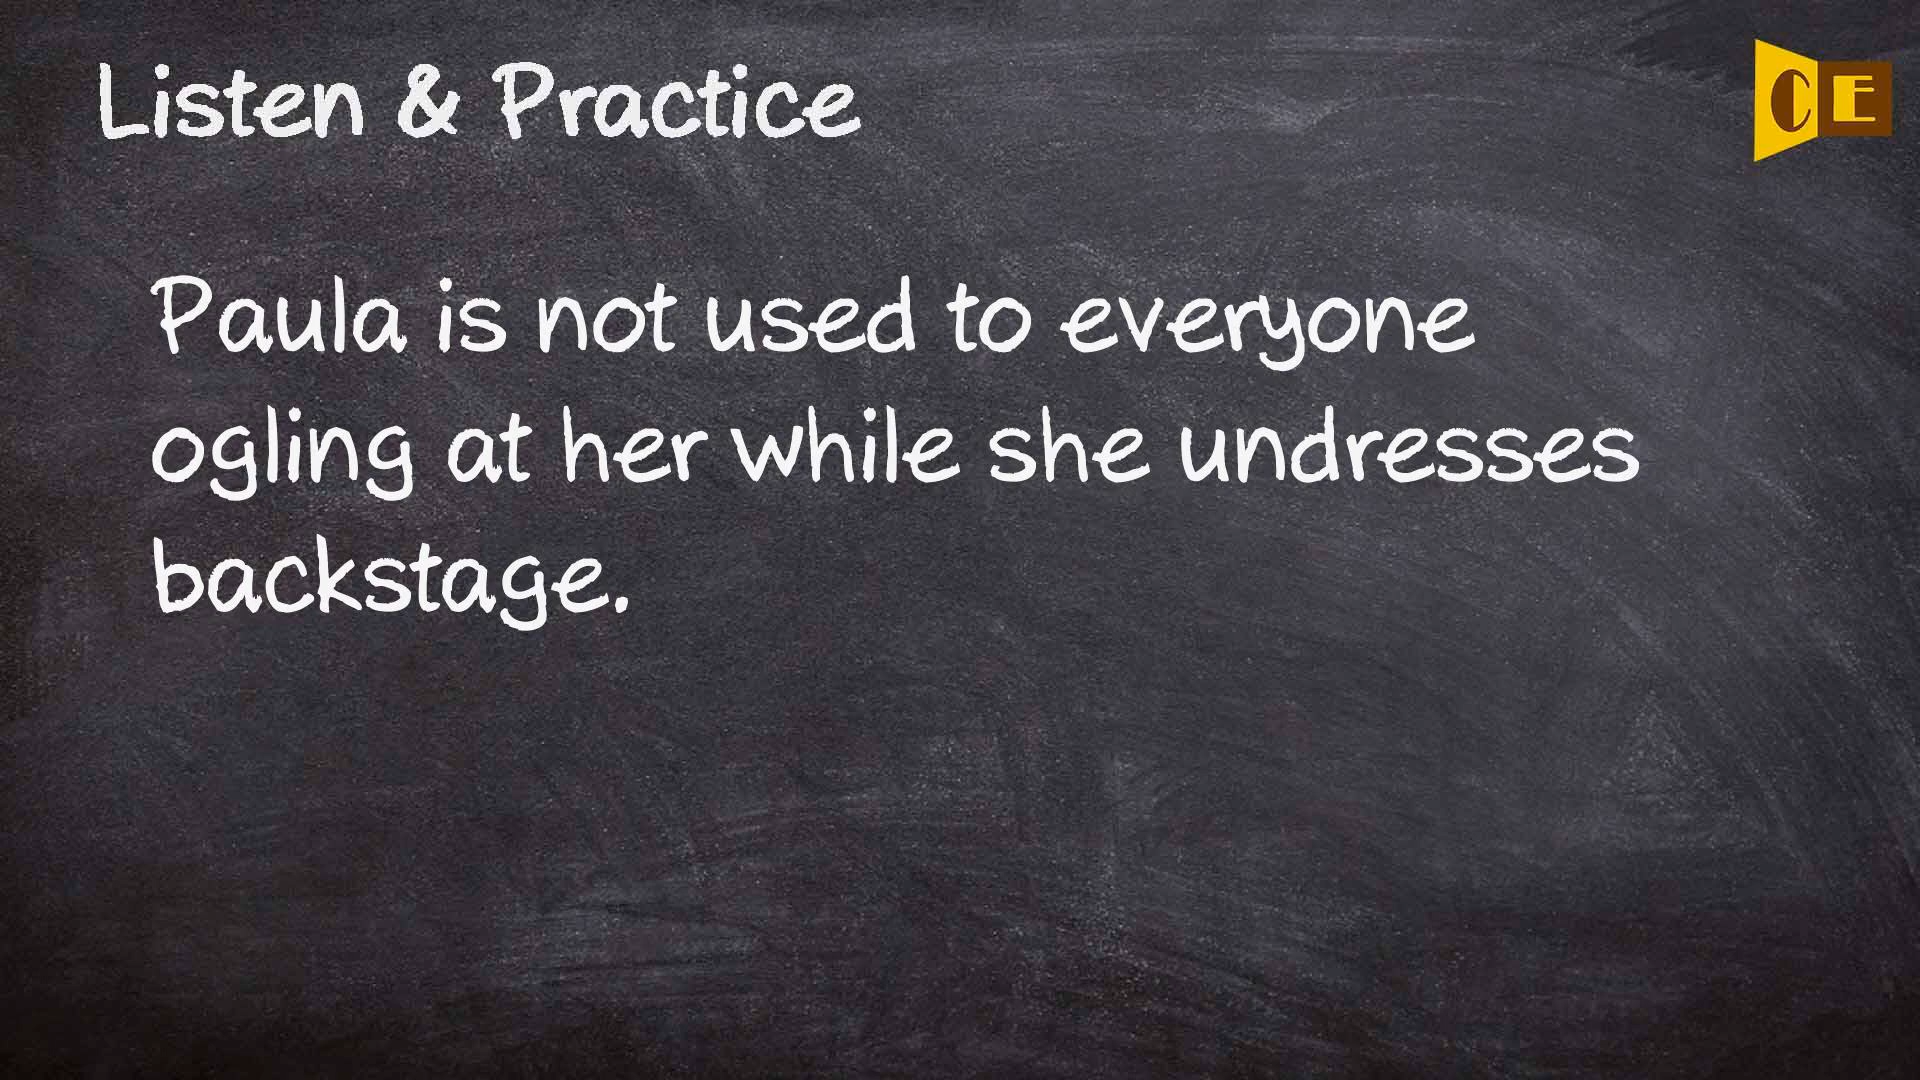 Listen & Practice
CE
Paula is not used to everyone
ogling at her while she undresses
backstage.